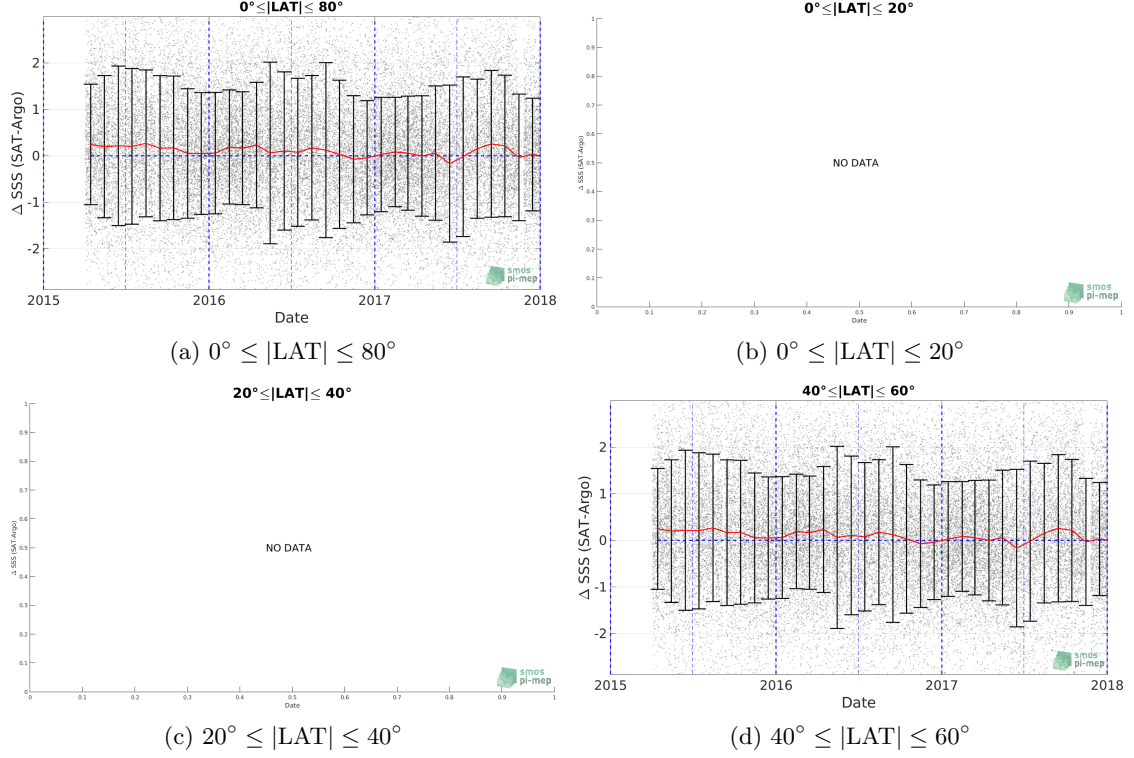 0°≤|LAT|≤ 80°
Δ SSS (SAT-Argo)
2
1
0
-1
-2
2015
2016
2017
2018
Date
smos
pi-mep
(a) 0° ≤ |LAT| ≤ 80°
0°≤|LAT|≤ 20°
Δ SSS (SAT-Argo)
1
0.9
0.8
0.7
0.6
0.5
0.4
0.3
0.2
0.1
0
NO DATA
0
0.1
0.2
0.3
0.4
0.5
0.6
0.7
0.8
0.9
1
Date
smos
pi-mep
(b) 0° ≤ |LAT| ≤ 20°
20°≤|LAT|≤ 40°
Δ SSS (SAT-Argo)
1
0.9
0.8
0.7
0.6
0.5
0.4
0.3
0.2
0.1
0
NO DATA
0
0.1
0.2
0.3
0.4
0.5
0.6
0.7
0.8
0.9
1
Date
smos
pi-mep
(c) 20° ≤ |LAT| ≤ 40°
40°≤|LAT|≤ 60°
Δ SSS (SAT-Argo)
2
1
0
-1
-2
2015
2016
2017
2018
Date
smos
pi-mep
(d) 40° ≤ |LAT| ≤ 60°